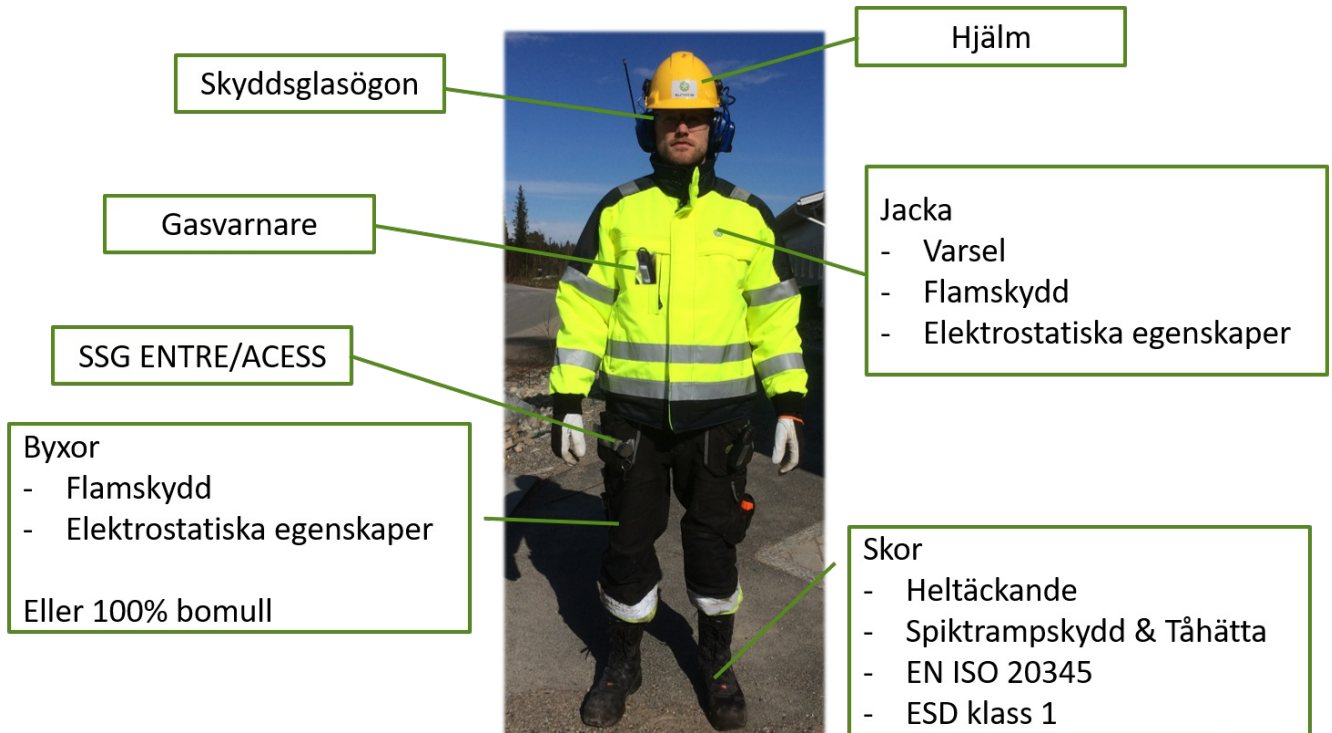 Hjälm
Skyddsglasögon
Gasvarnare
Jacka
- Varsel
- Flamskydd
- Elektrostatiska egenskaper
SSG ENTRE/ACESS
Byxor
- Flamskydd
- Elektrostatiska egenskaper
Eller 100% bomull
Skor
- Heltäckande
- Spiktrampskydd & Tåhätta
- EN ISO 20345
- ESD klass 1